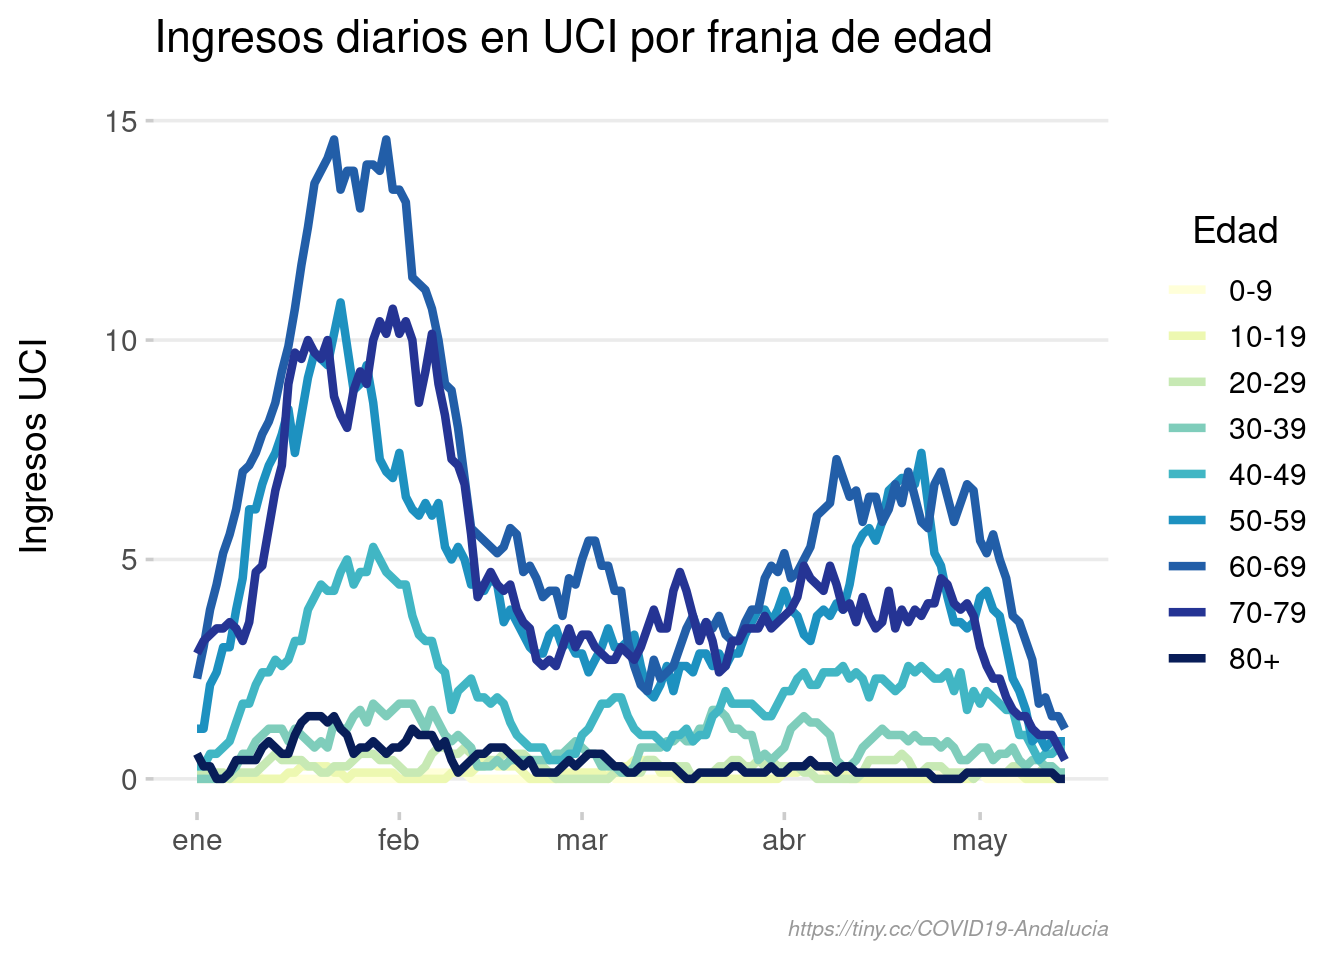 Ingresos diarios en UCI por franja de edad
Ingresos UCI
15
10
5
0
ene feb mar abr may
Edad
0-9
10-19
20-29
30-39
40-49
50-59
60-69
70-79
80+
https://tiny.cc/COVID19-Andalucia